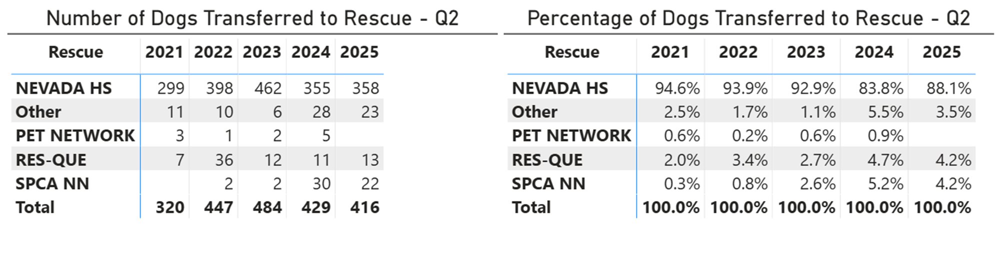 Number of Dogs Transferred to Rescue - Q2
Rescue 2021 2022 2023 2024 2025
NEVADA HS 299 398 462 355 358
Other 11 10 6 28 23
PET NETWORK 3 1 2 5
RES-QUE 7 36 12 11 13
SPCA NN 2 2 30 22
Total 320 447 484 429 416
Percentage of Dogs Transferred to Rescue - Q2
Rescue 2021 2022 2023 2024 2025
NEVADA HS 94.6% 93.9% 92.9% 83.8% 88.1%
Other 2.5% 1.7% 1.1% 5.5% 3.5%
PET NETWORK 0.6% 0.2% 0.6% 0.9%
RES-QUE 2.0% 3.4% 2.7% 4.7% 4.2%
SPCA NN 0.3% 0.8% 2.6% 5.2% 4.2%
Total 100.0% 100.0% 100.0% 100.0% 100.0%